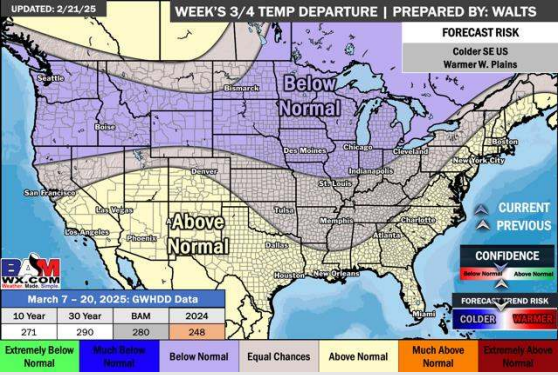 UPDATED: 2/21/25
WEEK'S 3/4 TEMP DEPARTURE | PREPARED BY: WALTS
FORECAST RISK
Colder SE US
Warmer W. Plains
Seattle
Bismarck
Below
Normal
Boise
Des Moines
Chicago
Cleveland
Boston
New York City
Indianapolis
Denver
St. Louis
San Francisco
Las Vegas
Tulsa
Memphis
Charlotte
CURRENT
PREVIOUS
Los Angeles
Phoenix
Above
Normal
Dallas
Atlanta
Houston
New Orleans
Miami
CONFIDENCE
Below Normal
Above Normal
FORECAST TREND RISK
COLDER
WARMER
BAM
WX.COM
Weather. Made. Simple.
March 7 – 20, 2025: GWHDD Data
10 Year 30 Year BAM 2024
271 290 280 248
Extremely Below Normal
Much Below Normal
Below Normal
Equal Chances
Above Normal
Much Above Normal
Extremely Above Normal